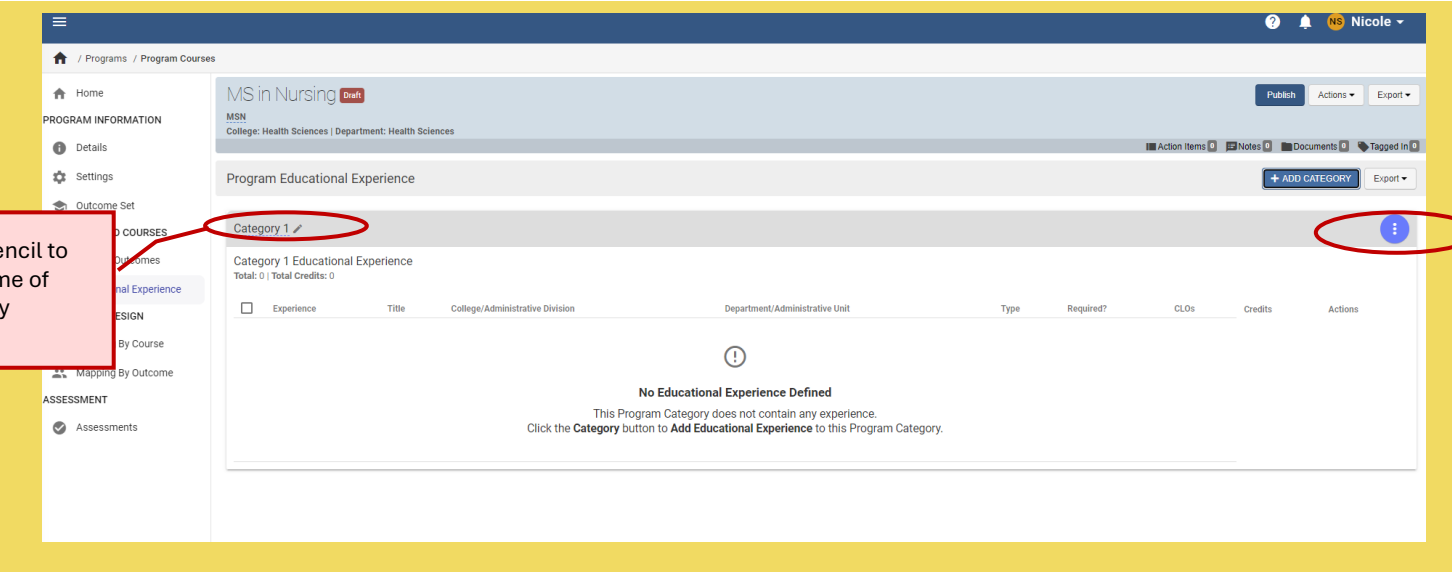 NS Nicole
/ Programs / Program Courses
Home
PROGRAM INFORMATION
Details
Settings
Outcome Set
COURSES
nal Experience
ESIGN
By Course
Mapping By Outcome
ASSESSMENT
Assessments
encil to
me of
y
MS in Nursing Draft
MSN
College: Health Sciences | Department: Health Sciences
Publish Actions Export
Action Items 0 Notes 0 Documents 0 Tagged In 0
Program Educational Experience
+ ADD CATEGORY Export
Category 1
Category 1 Educational Experience
Total: 0 | Total Credits: 0
Experience Title College/Administrative Division Department/Administrative Unit Type Required? CLOs Credits Actions
No Educational Experience Defined
This Program Category does not contain any experience.
Click the Category button to Add Educational Experience to this Program Category.